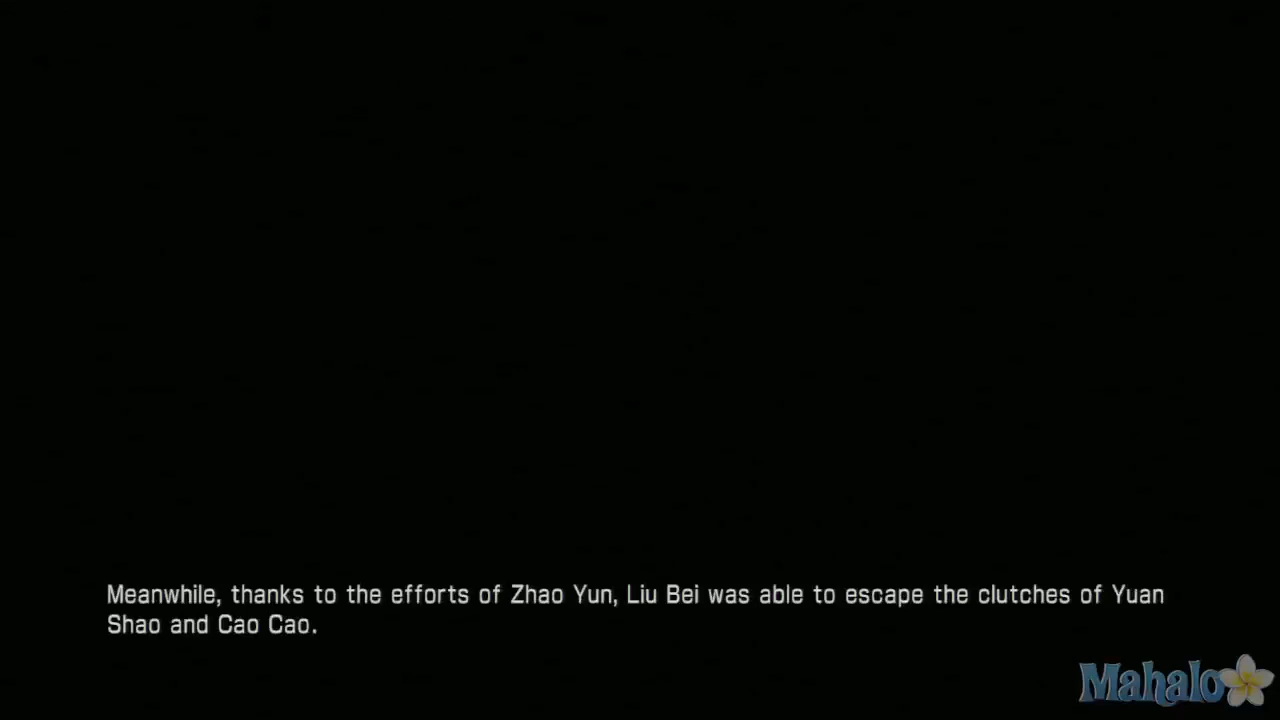 Meanwhile, thanks to the efforts of Zhao Yun, Liu Bei was able to escape the clutches of Yuan
Shao and Cao Cao.
Mahalo